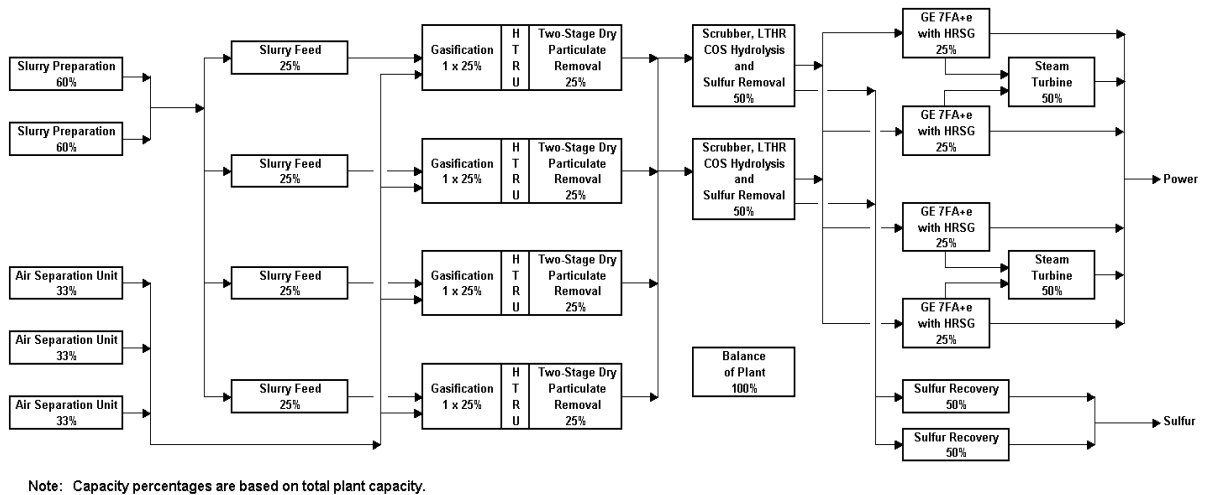 Slurry Preparation
60%
Slurry Preparation
60%
Air Separation Unit
33%
Air Separation Unit
33%
Air Separation Unit
33%
Slurry Feed
25%
Slurry Feed
25%
Slurry Feed
25%
Slurry Feed
25%
Gasification
1 x 25%
H
T
R
U
Two-Stage Dry
Particulate
Removal
25%
Gasification
1 x 25%
H
T
R
U
Two-Stage Dry
Particulate
Removal
25%
Gasification
1 x 25%
H
T
R
U
Two-Stage Dry
Particulate
Removal
25%
Gasification
1 x 25%
H
T
R
U
Two-Stage Dry
Particulate
Removal
25%
Scrubber, LTHR
COS Hydrolysis
and
Sulfur Removal
50%
Scrubber, LTHR
COS Hydrolysis
and
Sulfur Removal
50%
Balance
of Plant
100%
GE 7FA+e
with HRSG
25%
Steam
Turbine
50%
GE 7FA+e
with HRSG
25%
GE 7FA+e
with HRSG
25%
Steam
Turbine
50%
GE 7FA+e
with HRSG
25%
Sulfur Recovery
50%
Sulfur Recovery
50%
Power
Sulfur
Note: Capacity percentages are based on total plant capacity.